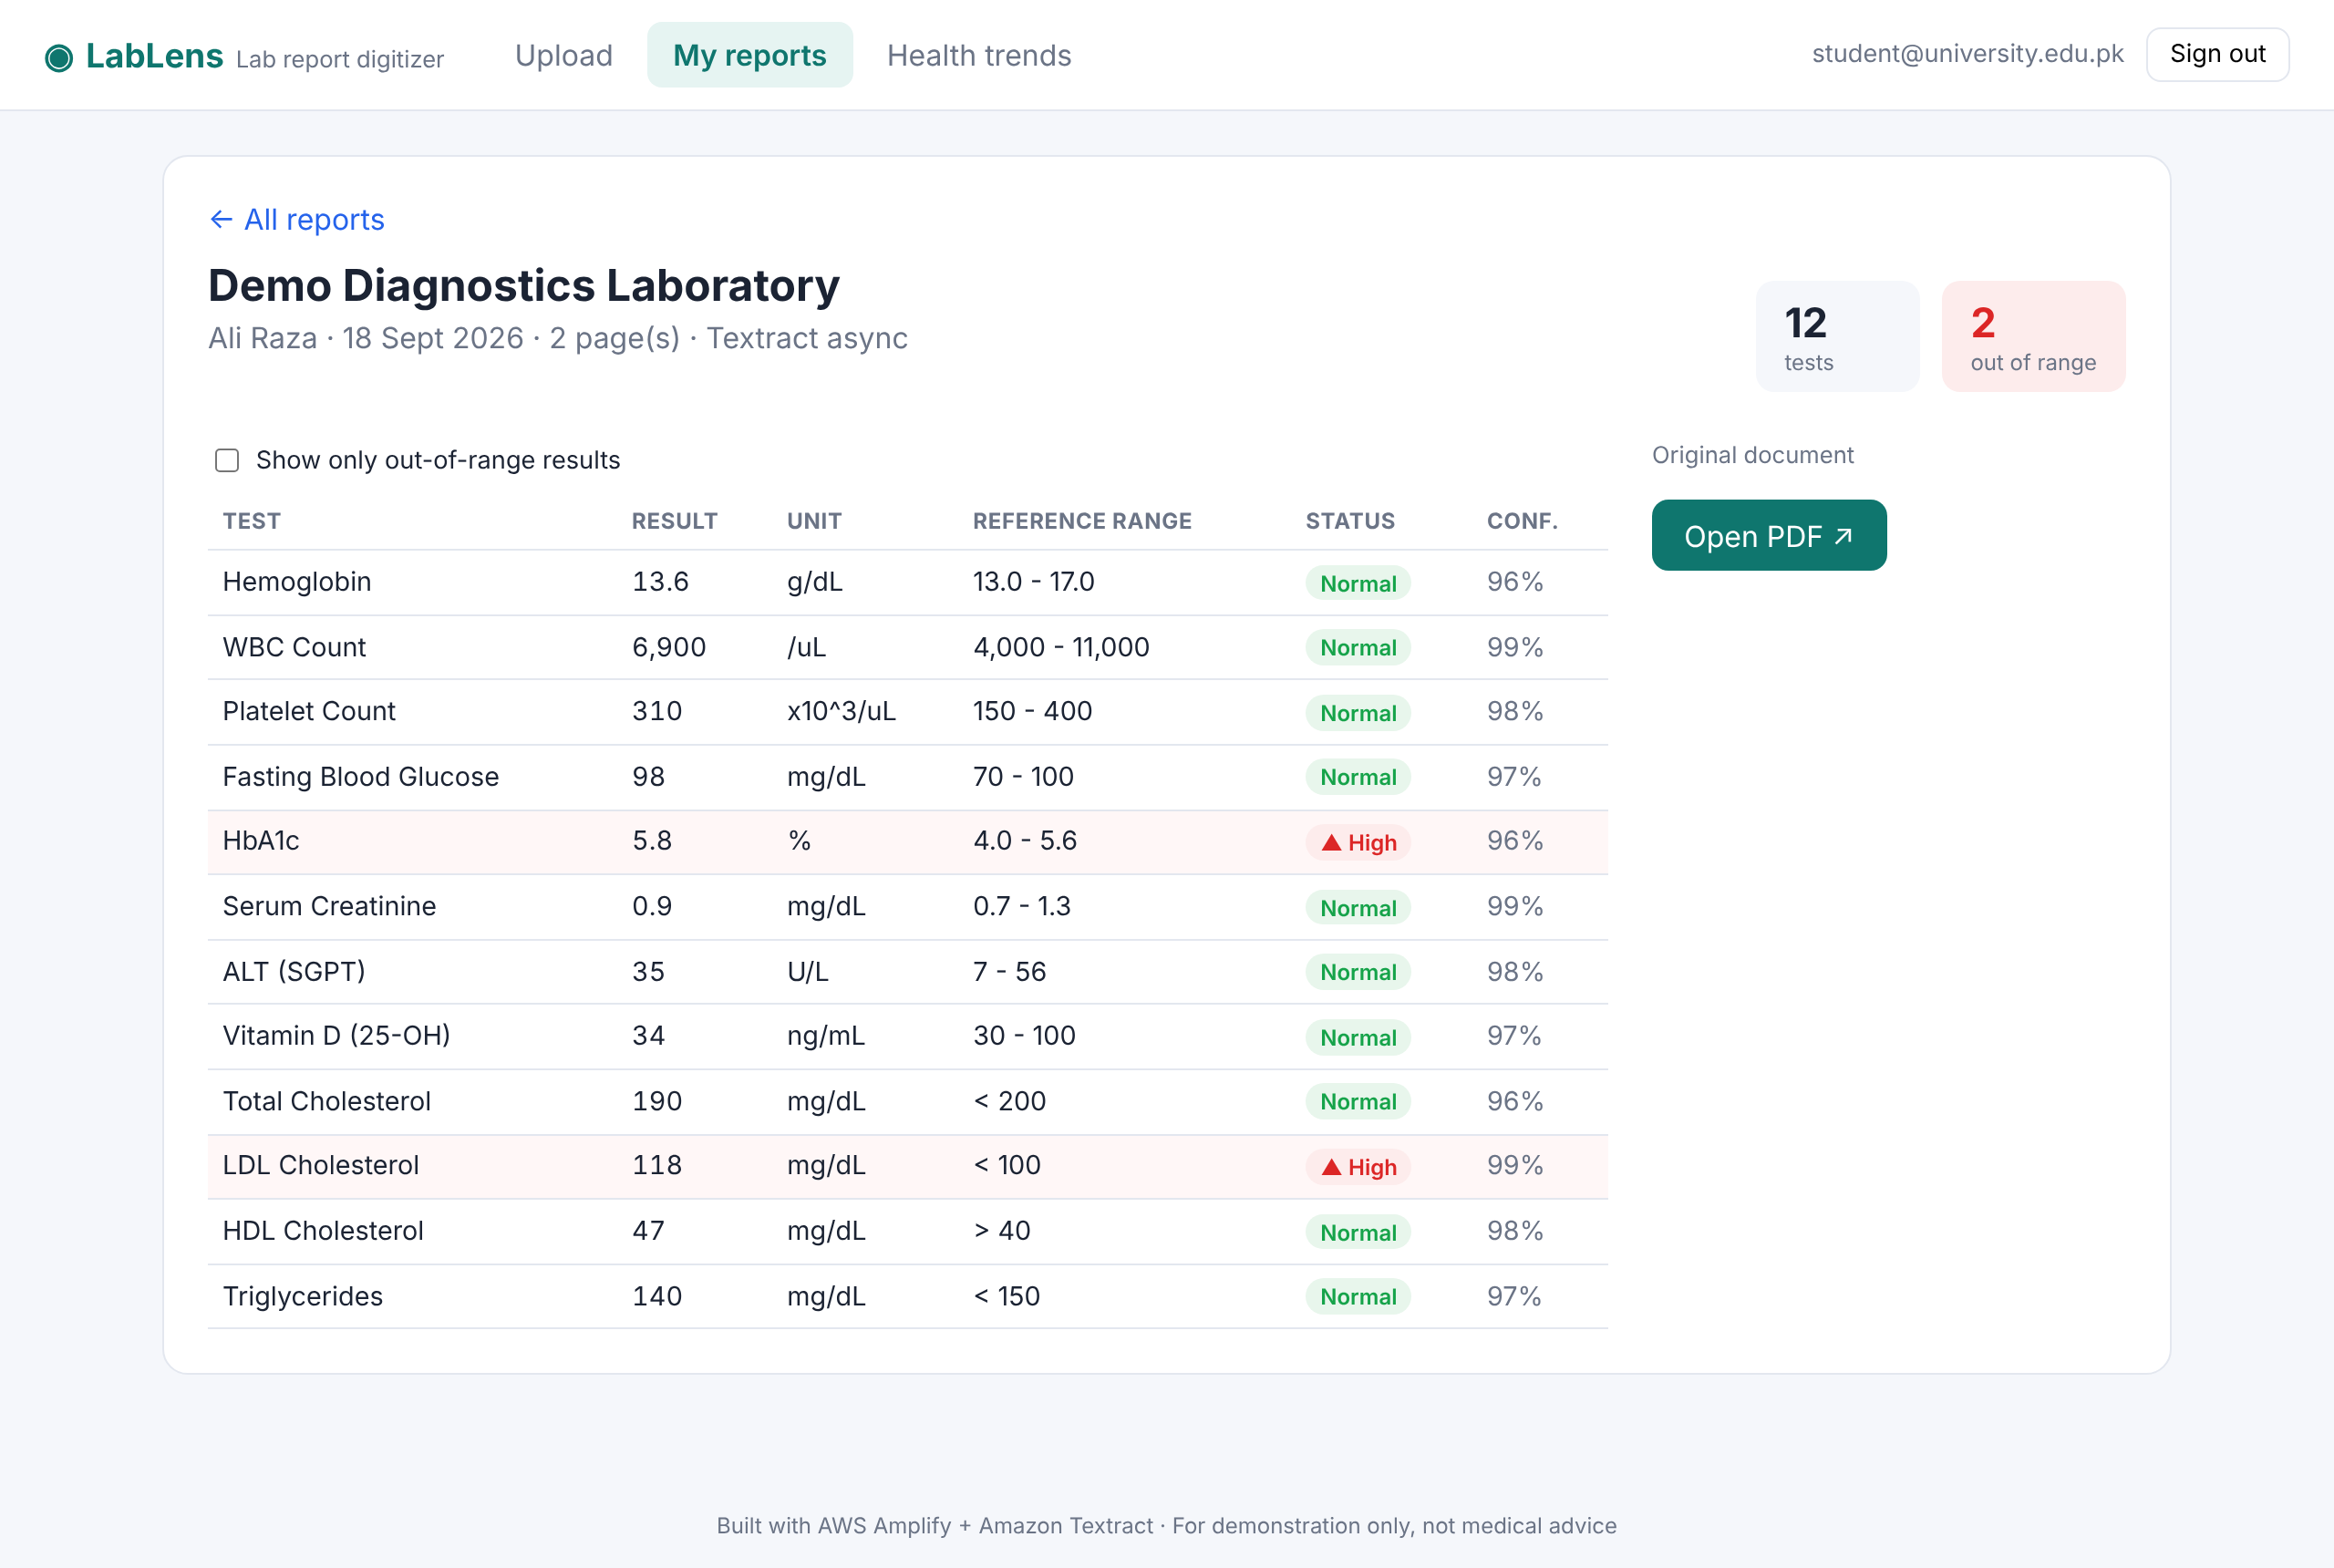 LabLens Lab report digitizer Upload My reports Health trends student@university.edu.pk Sign out
← All reports
Demo Diagnostics Laboratory
Ali Raza · 18 Sept 2026 · 2 page(s) · Textract async
12
tests
2
out of range
Show only out-of-range results
Original document
Open PDF ↗
TEST RESULT UNIT REFERENCE RANGE STATUS CONF.
Hemoglobin 13.6 g/dL 13.0 - 17.0 Normal 96%
WBC Count 6,900 /uL 4,000 - 11,000 Normal 99%
Platelet Count 310 x10^3/uL 150 - 400 Normal 98%
Fasting Blood Glucose 98 mg/dL 70 - 100 Normal 97%
HbA1c 5.8 % 4.0 - 5.6 ▲ High 96%
Serum Creatinine 0.9 mg/dL 0.7 - 1.3 Normal 99%
ALT (SGPT) 35 U/L 7 - 56 Normal 98%
Vitamin D (25-OH) 34 ng/mL 30 - 100 Normal 97%
Total Cholesterol 190 mg/dL < 200 Normal 96%
LDL Cholesterol 118 mg/dL < 100 ▲ High 99%
HDL Cholesterol 47 mg/dL > 40 Normal 98%
Triglycerides 140 mg/dL < 150 Normal 97%
Built with AWS Amplify + Amazon Textract · For demonstration only, not medical advice